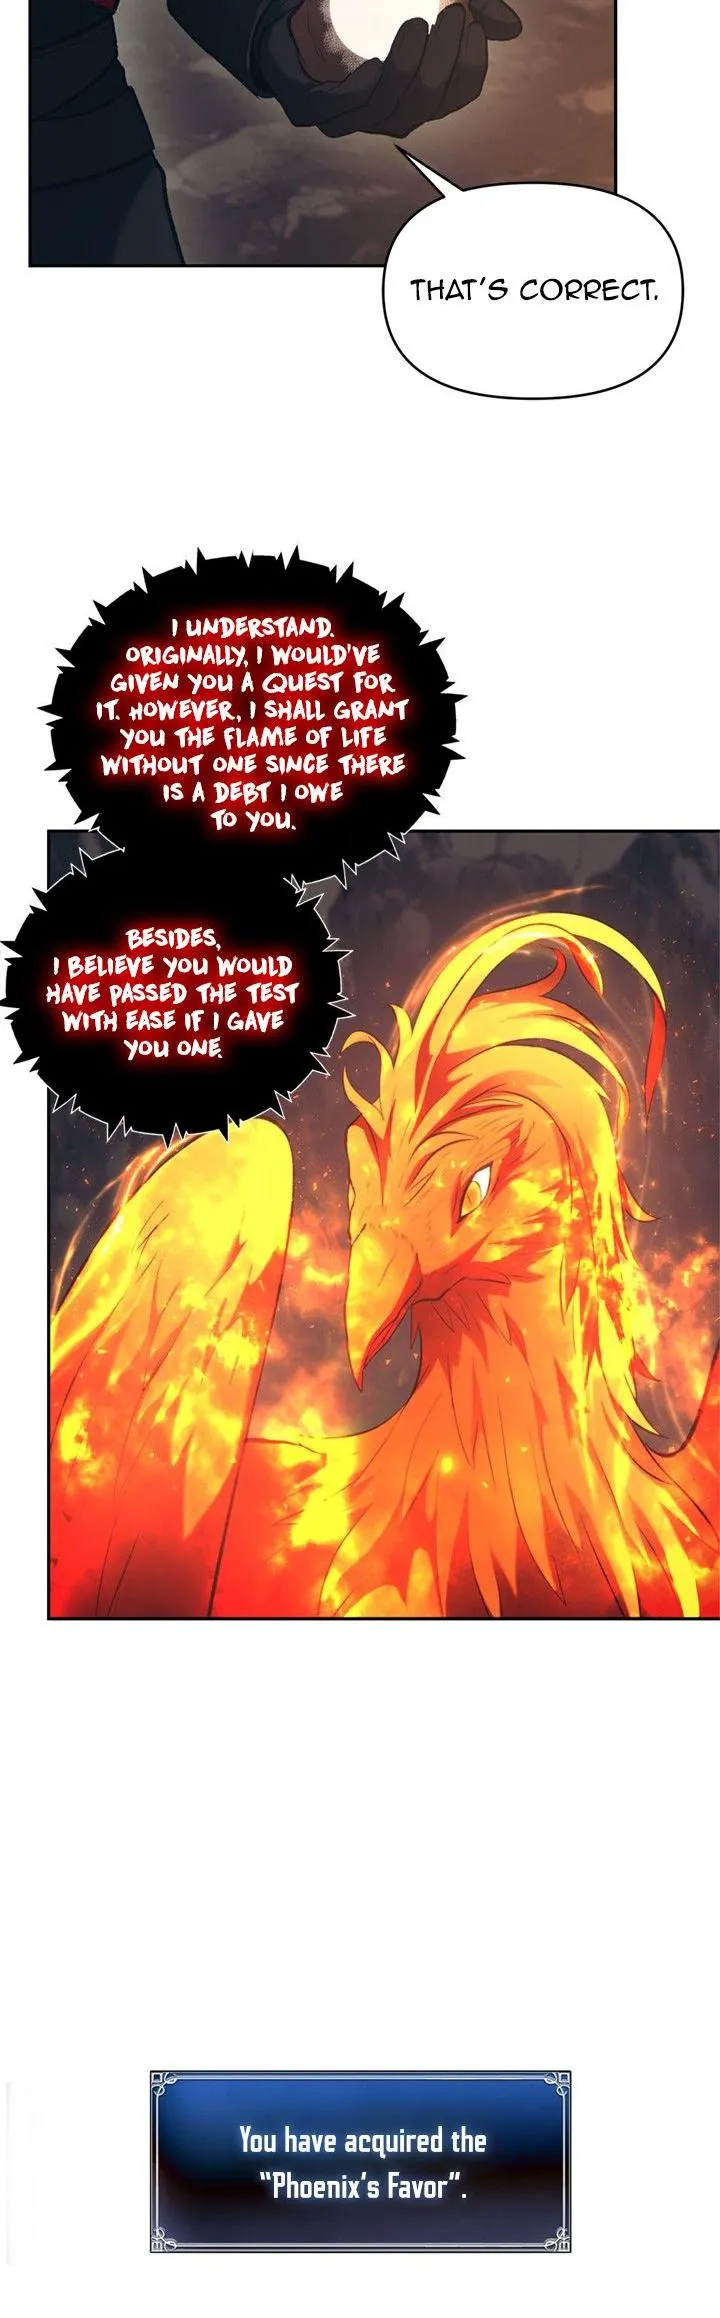 THAT'S CORRECT.
I UNDERSTAND.
ORIGINALLY, I WOULD'VE
GIVEN YOU A QUEST FOR
IT. HOWEVER, I SHALL GRANT
YOU THE FLAME OF LIFE
WITHOUT ONE SINCE THERE
IS A DEBT I OWE
TO YOU.
BESIDES,
I BELIEVE YOU WOULD
HAVE PASSED THE TEST
WITH EASE IF I GAVE
YOU ONE.
You have acquired the
“Phoenix's Favor”.